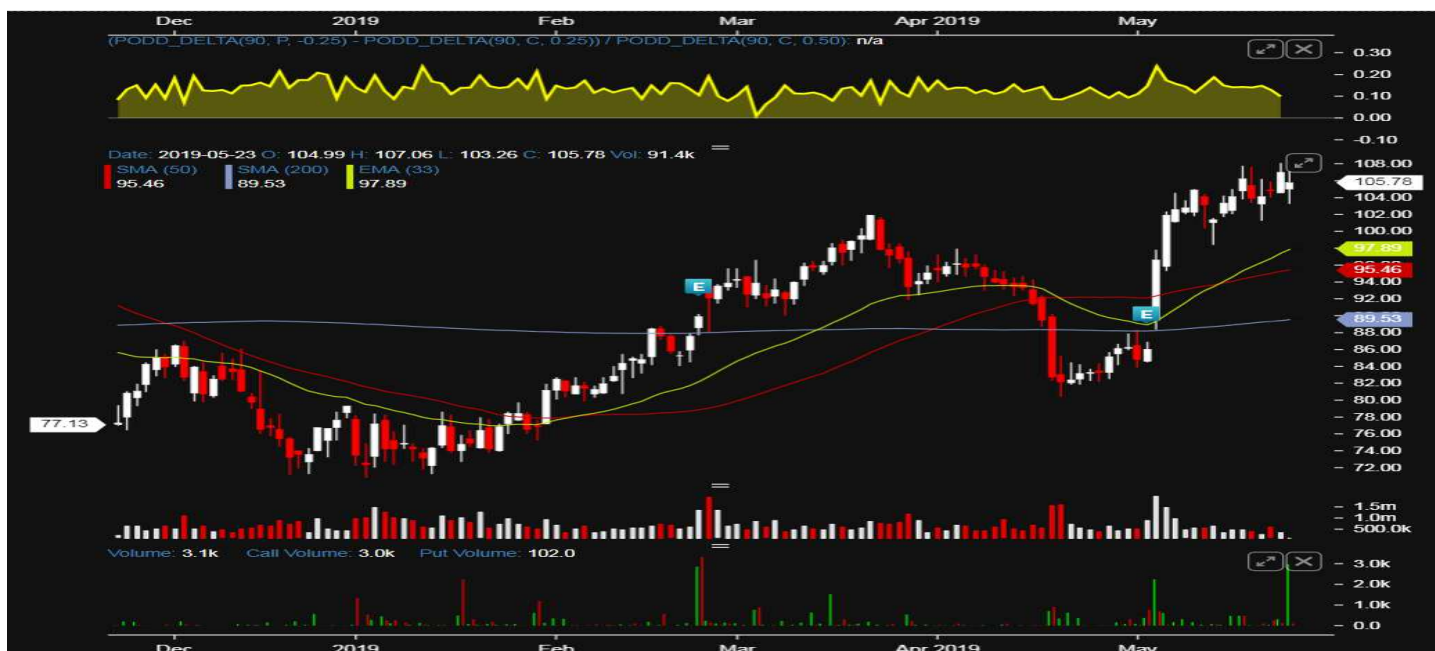 Dec 2019 Feb Mar Apr 2019 May
(PODD_DELTA(90, P, -0.25) - PODD_DELTA(90, C, 0.25)) / PODD_DELTA(90, C, 0.50): n/a
0.30
0.20
0.10
0.00
-0.10
Date: 2019-05-23 O: 104.99 H: 107.06 L: 103.26 C: 105.78 Vol: 91.4k
SMA (50) SMA (200) EMA (33)
95.46 89.53 97.89
108.00
105.78
104.00
102.00
100.00
97.89
95.46
94.00
92.00
E
E
89.53
88.00
86.00
84.00
82.00
80.00
78.00
77.13
76.00
74.00
72.00
1.5m
1.0m
500.0k
Volume: 3.1k Call Volume: 3.0k Put Volume: 102.0
3.0k
2.0k
1.0k
0.0
Dec 2019 Feb Mar Apr 2019 May